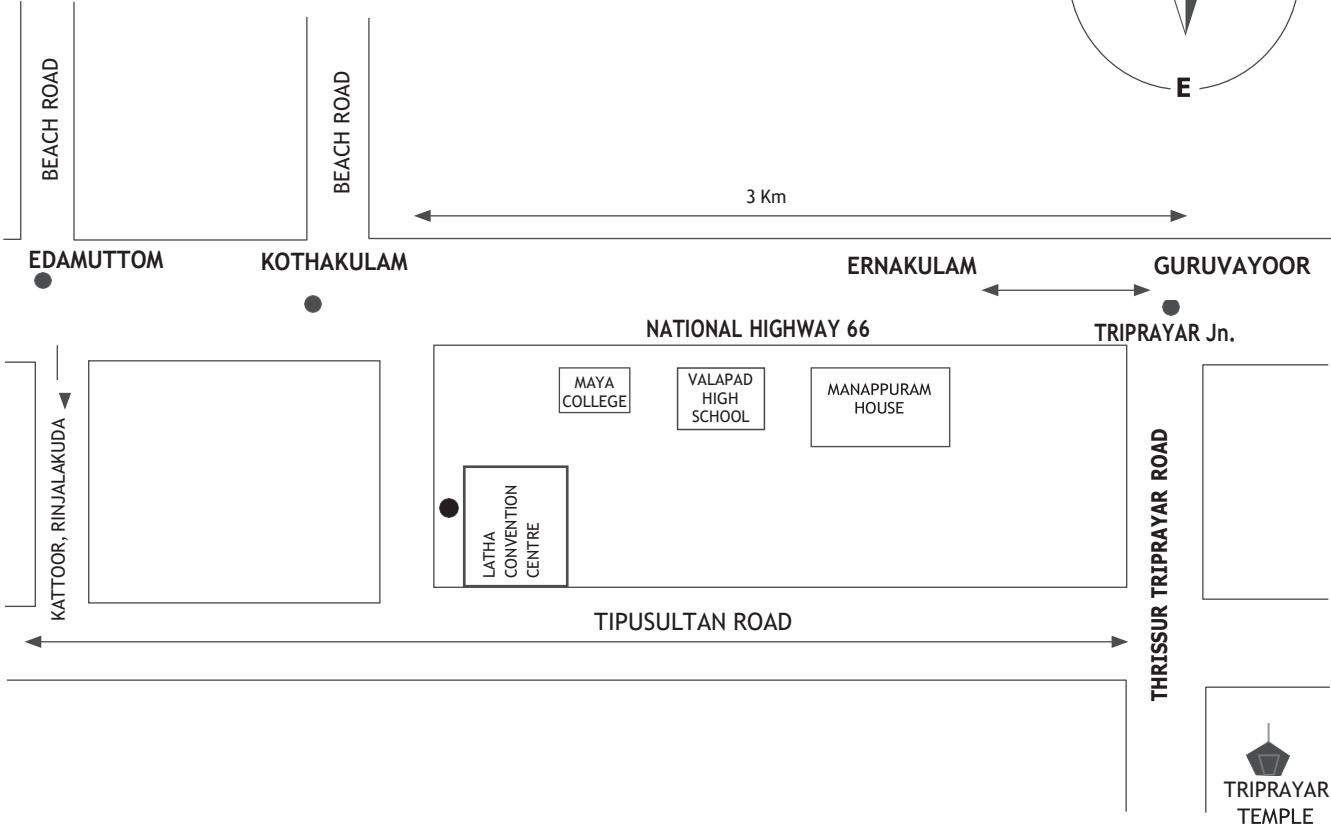 E
BEACH ROAD
BEACH ROAD
3 Km
EDAMUTTOM
KOTHAKULAM
ERNAKULAM
GURUVAYOOR
NATIONAL HIGHWAY 66
TRIPRAYAR Jn.
MAYA
COLLEGE
VALAPAD
HIGH
SCHOOL
MANAPPURAM
HOUSE
KATTOOR, RINJALAKUDA
LATHA
CONVENTION
CENTRE
THRISSUR TRIPRAYAR ROAD
TIPUSULTAN ROAD
TRIPRAYAR
TEMPLE